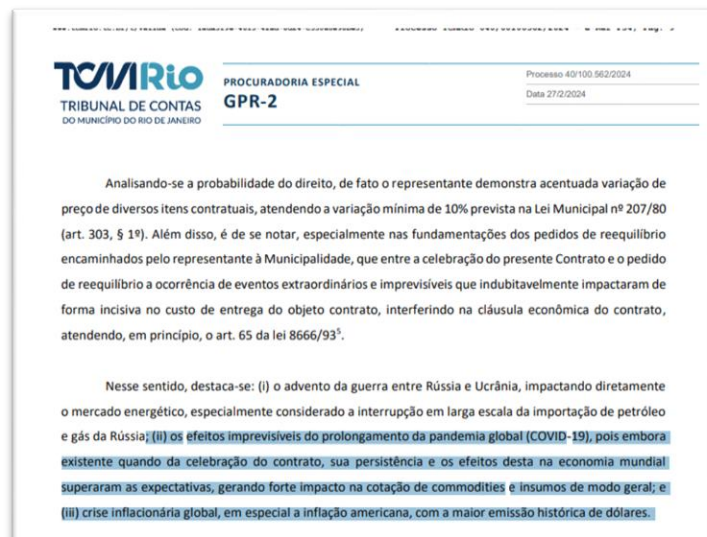 TCMRio
TRIBUNAL DE CONTAS
DO MUNICÍPIO DO RIO DE JANEIRO
PROCURADORIA ESPECIAL
GPR-2
Processo 40/100.562/2024
Data 27/2/2024
Analisando-se a probabilidade do direito, de fato o representante demonstra acentuada variação de
preço de diversos itens contratuais, atendendo a variação mínima de 10% prevista na Lei Municipal nº 207/80
(art. 303, § 1º). Além disso, é de se notar, especialmente nas fundamentações dos pedidos de reequilíbrio
encaminhados pelo representante à Municipalidade, que entre a celebração do presente Contrato e o pedido
de reequilíbrio a ocorrência de eventos extraordinários e imprevisíveis que indubitavelmente impactaram de
forma incisiva no custo de entrega do objeto contrato, interferindo na cláusula econômica do contrato,
atendendo, em princípio, o art. 65 da lei 8666/93⁵.
Nesse sentido, destaca-se: (i) o advento da guerra entre Rússia e Ucrânia, impactando diretamente
o mercado energético, especialmente considerado a interrupção em larga escala da importação de petróleo
e gás da Rússia; (ii) os efeitos imprevisíveis do prolongamento da pandemia global (COVID-19), pois embora
existente quando da celebração do contrato, sua persistência e os efeitos desta na economia mundial
superaram as expectativas, gerando forte impacto na cotação de commodities e insumos de modo geral; e
(iii) crise inflacionária global, em especial a inflação americana, com a maior emissão histórica de dólares.